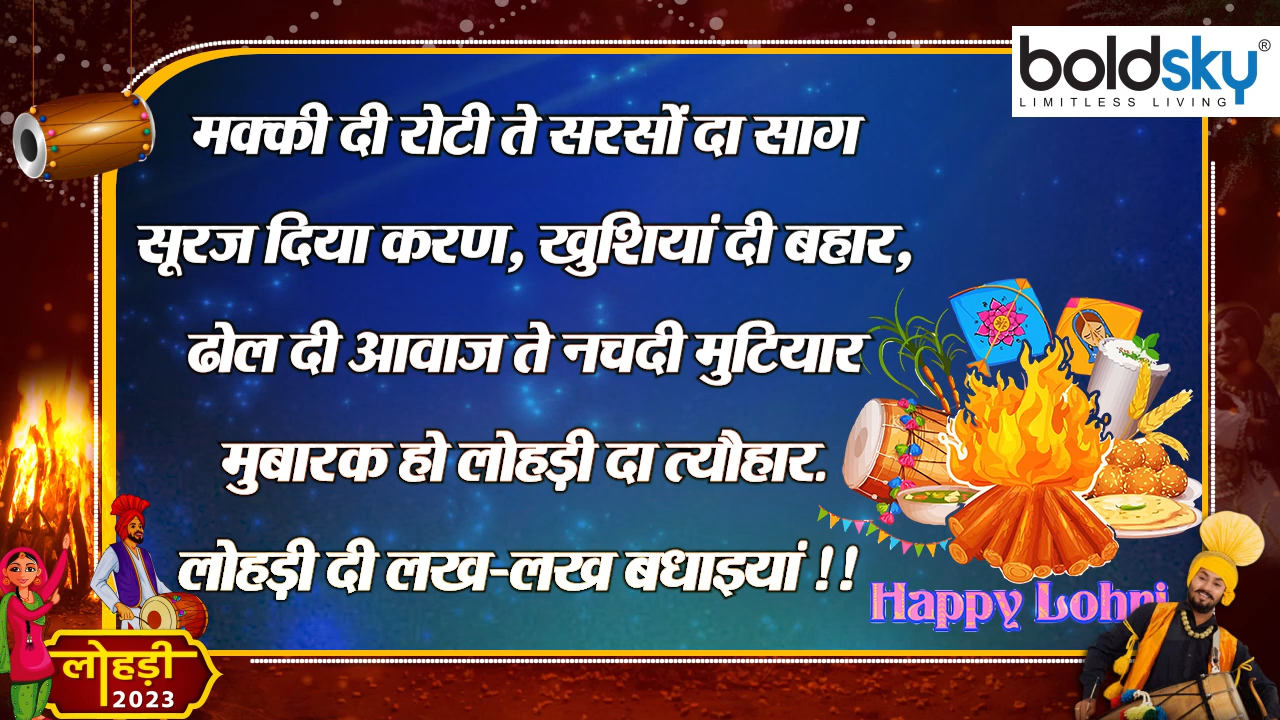 boldsky®
LIMITLESS LIVING
मक्की दी रोटी ते सरसों दा साग
सूरज दिया करण, खुशियां दी बहार,
ढोल दी आवाज ते नचदी मुटियार
मुबारक हो लोहड़ी दा त्यौहार.
लोहड़ी दी लख-लख बधाइयां !!
Happy Lohri
लोहड़ी
2023